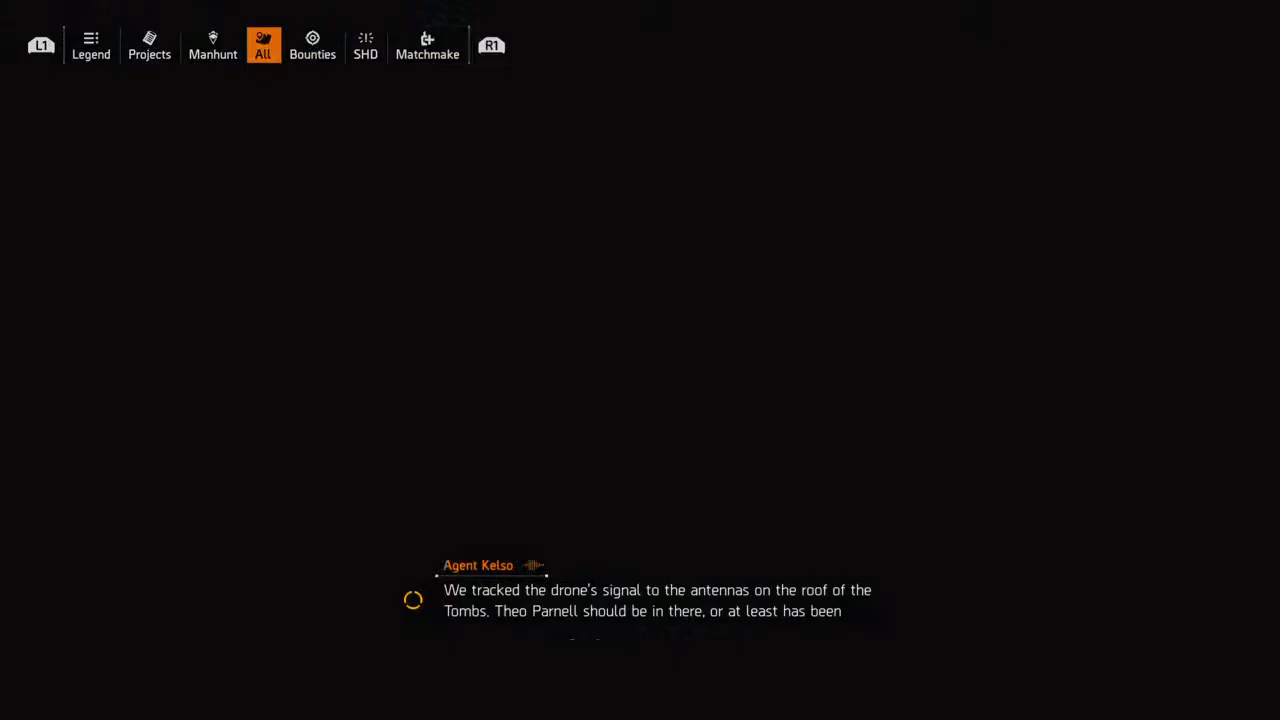 L1 Legend Projects Manhunt All Bounties SHD Matchmake R1
Agent Kelso
We tracked the drone's signal to the antennas on the roof of the
Tombs. Theo Parnell should be in there, or at least has been